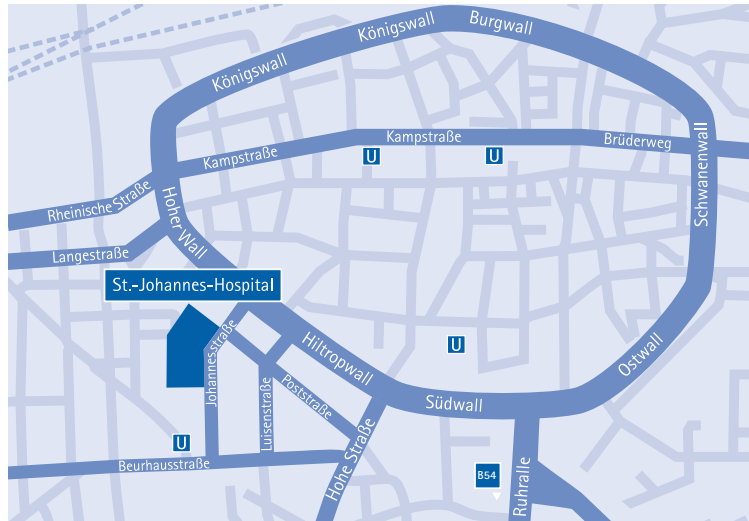 Burgwall
Königswall
Königswall
Kampstraße
Brüderweg
Kampstraße
U
U
Rheinische Straße
Hoher Wall
Schwanenwall
Langestraße
St.-Johannes-Hospital
Johannesstraße
Hiltropwall
U
Ostwall
Luisenstraße
Poststraße
Südwall
U
Beurhausstraße
Hohe Straße
B54
Ruhralle